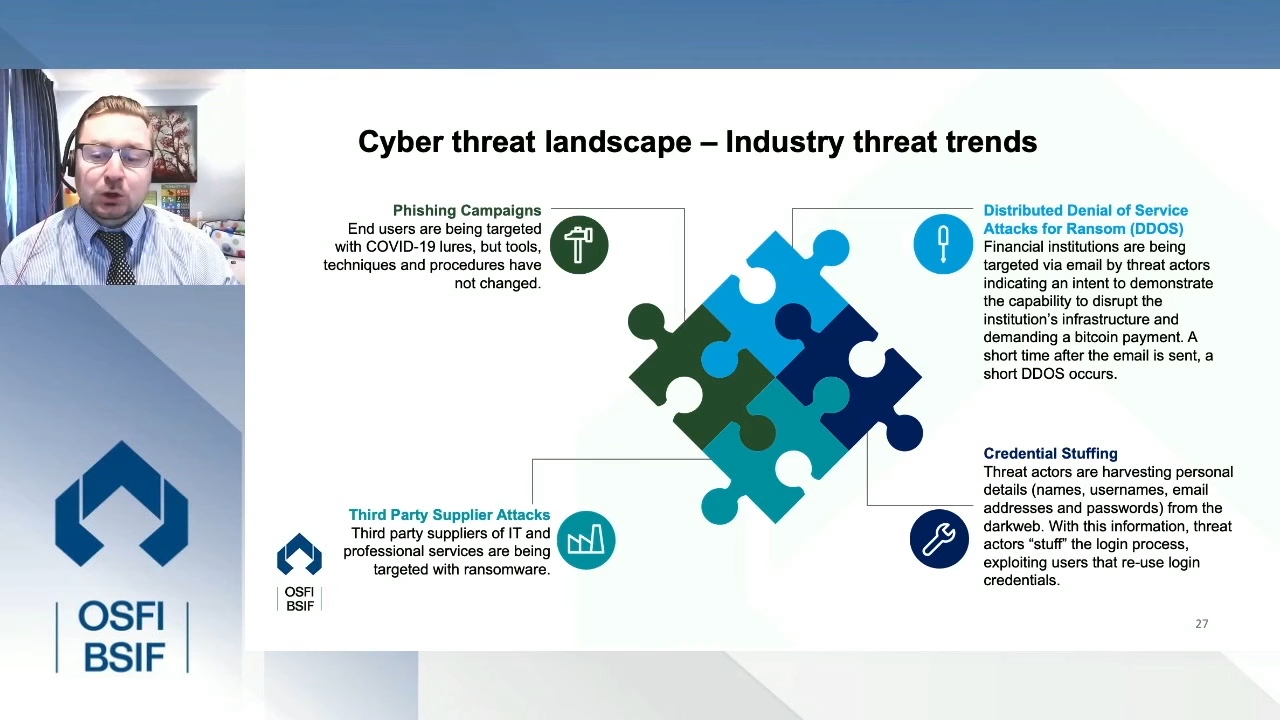 Cyber threat landscape – Industry threat trends
Phishing Campaigns
End users are being targeted
with COVID-19 lures, but tools,
techniques and procedures have
not changed.
Distributed Denial of Service
Attacks for Ransom (DDOS)
Financial institutions are being
targeted via email by threat actors
indicating an intent to demonstrate
the capability to disrupt the
institution’s infrastructure and
demanding a bitcoin payment. A
short time after the email is sent, a
short DDOS occurs.
Third Party Supplier Attacks
Third party suppliers of IT and
professional services are being
targeted with ransomware.
Credential Stuffing
Threat actors are harvesting personal
details (names, usernames, email
addresses and passwords) from the
darkweb. With this information, threat
actors “stuff” the login process,
exploiting users that re-use login
credentials.
OSFI
BSIF
27
OSFI
BSIF